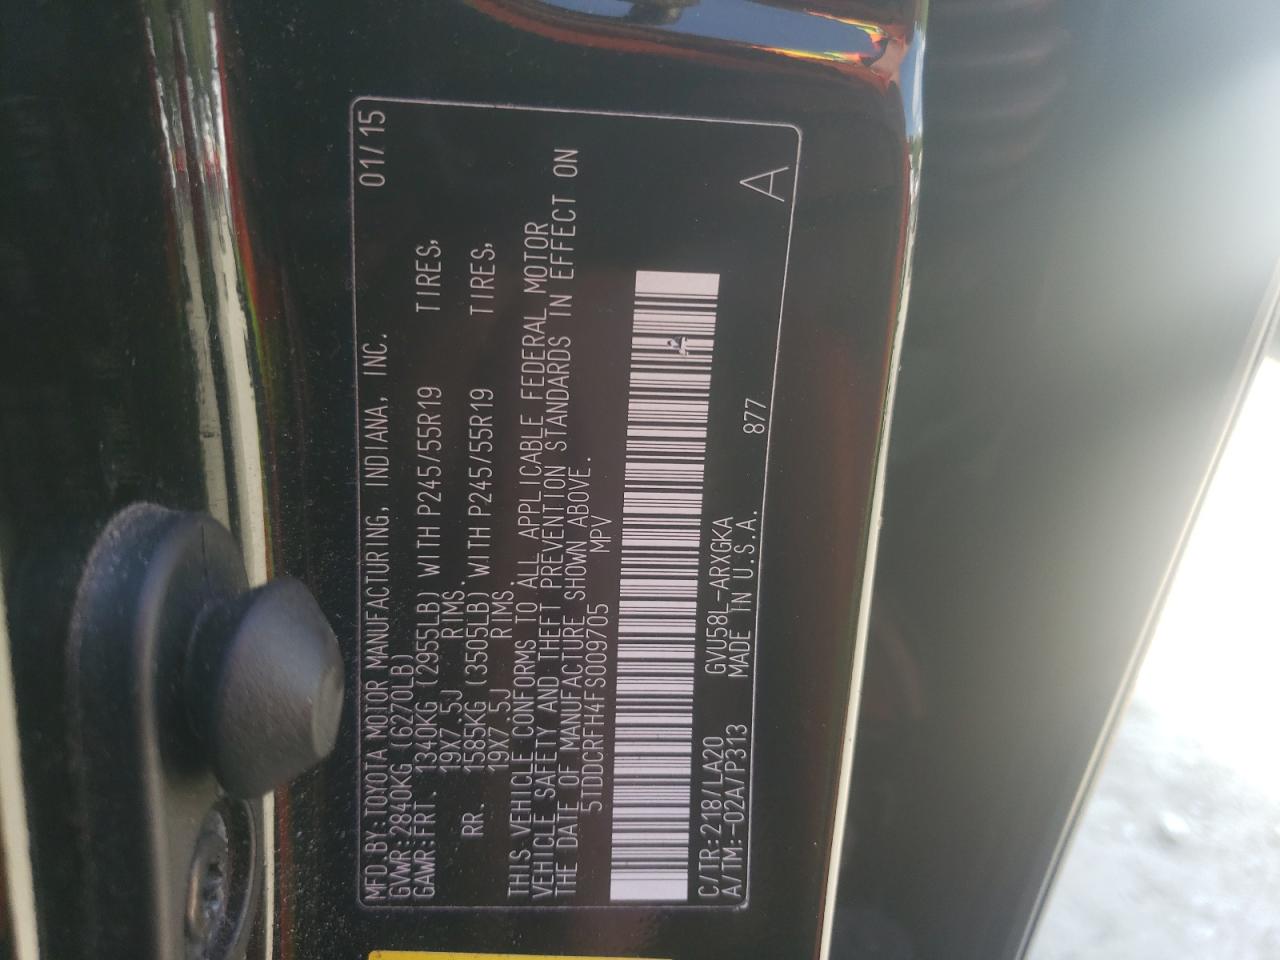 MFD BY:TOYOTA MOTOR MANUFACTURING, INDIANA, INC. 01/15
GVWR:2840KG (6270LB)
GAWR:FRT. 1340KG (2955LB) WITH P245/55R19 TIRES,
19X7.5J RIMS.
RR. 1585KG (3505LB) WITH P245/55R19 TIRES,
19X7.5J RIMS.
THIS VEHICLE CONFORMS TO ALL APPLICABLE FEDERAL MOTOR
VEHICLE SAFETY AND THEFT PREVENTION STANDARDS IN EFFECT ON
THE DATE OF MANUFACTURE SHOWN ABOVE.
5TDDCRFH4FS009705 MPV
C/TR:218/LA20 GVU58L-ARXGKA
A/TM:-02A/P313 MADE IN U.S.A. 877 A